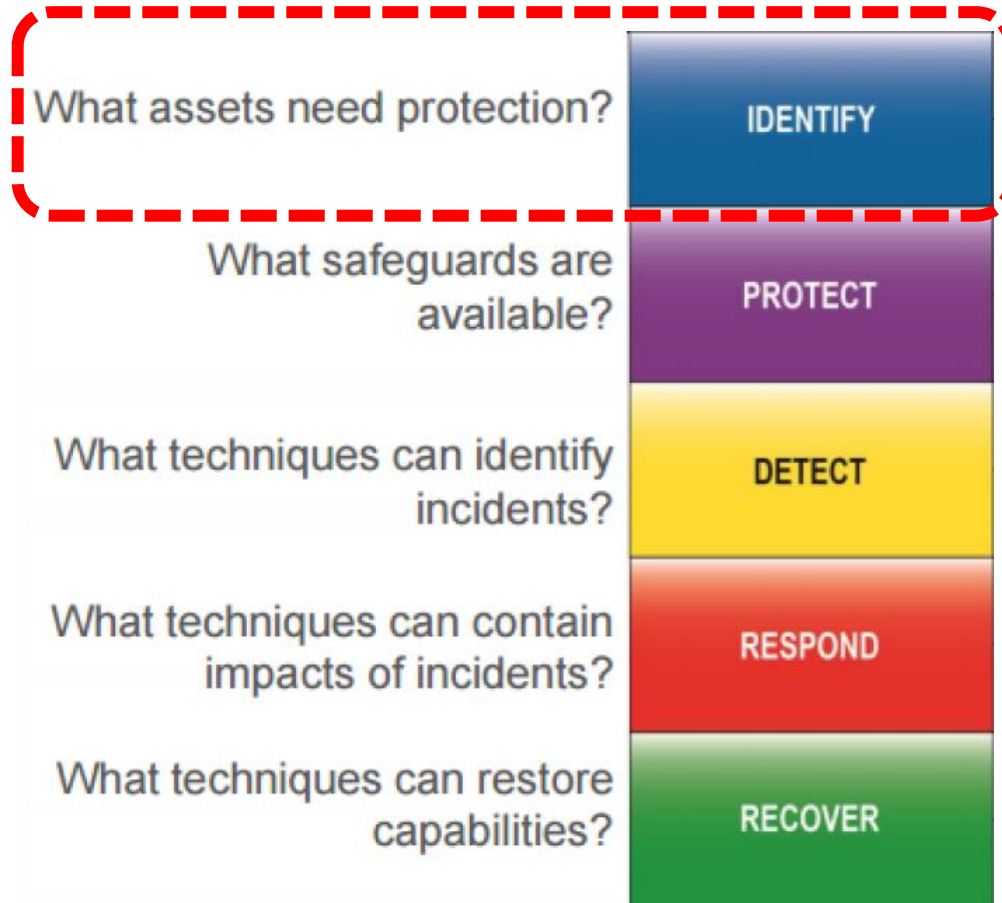 What assets need protection?
IDENTIFY
What safeguards are
available?
PROTECT
What techniques can identify
incidents?
DETECT
What techniques can contain
impacts of incidents?
RESPOND
What techniques can restore
capabilities?
RECOVER